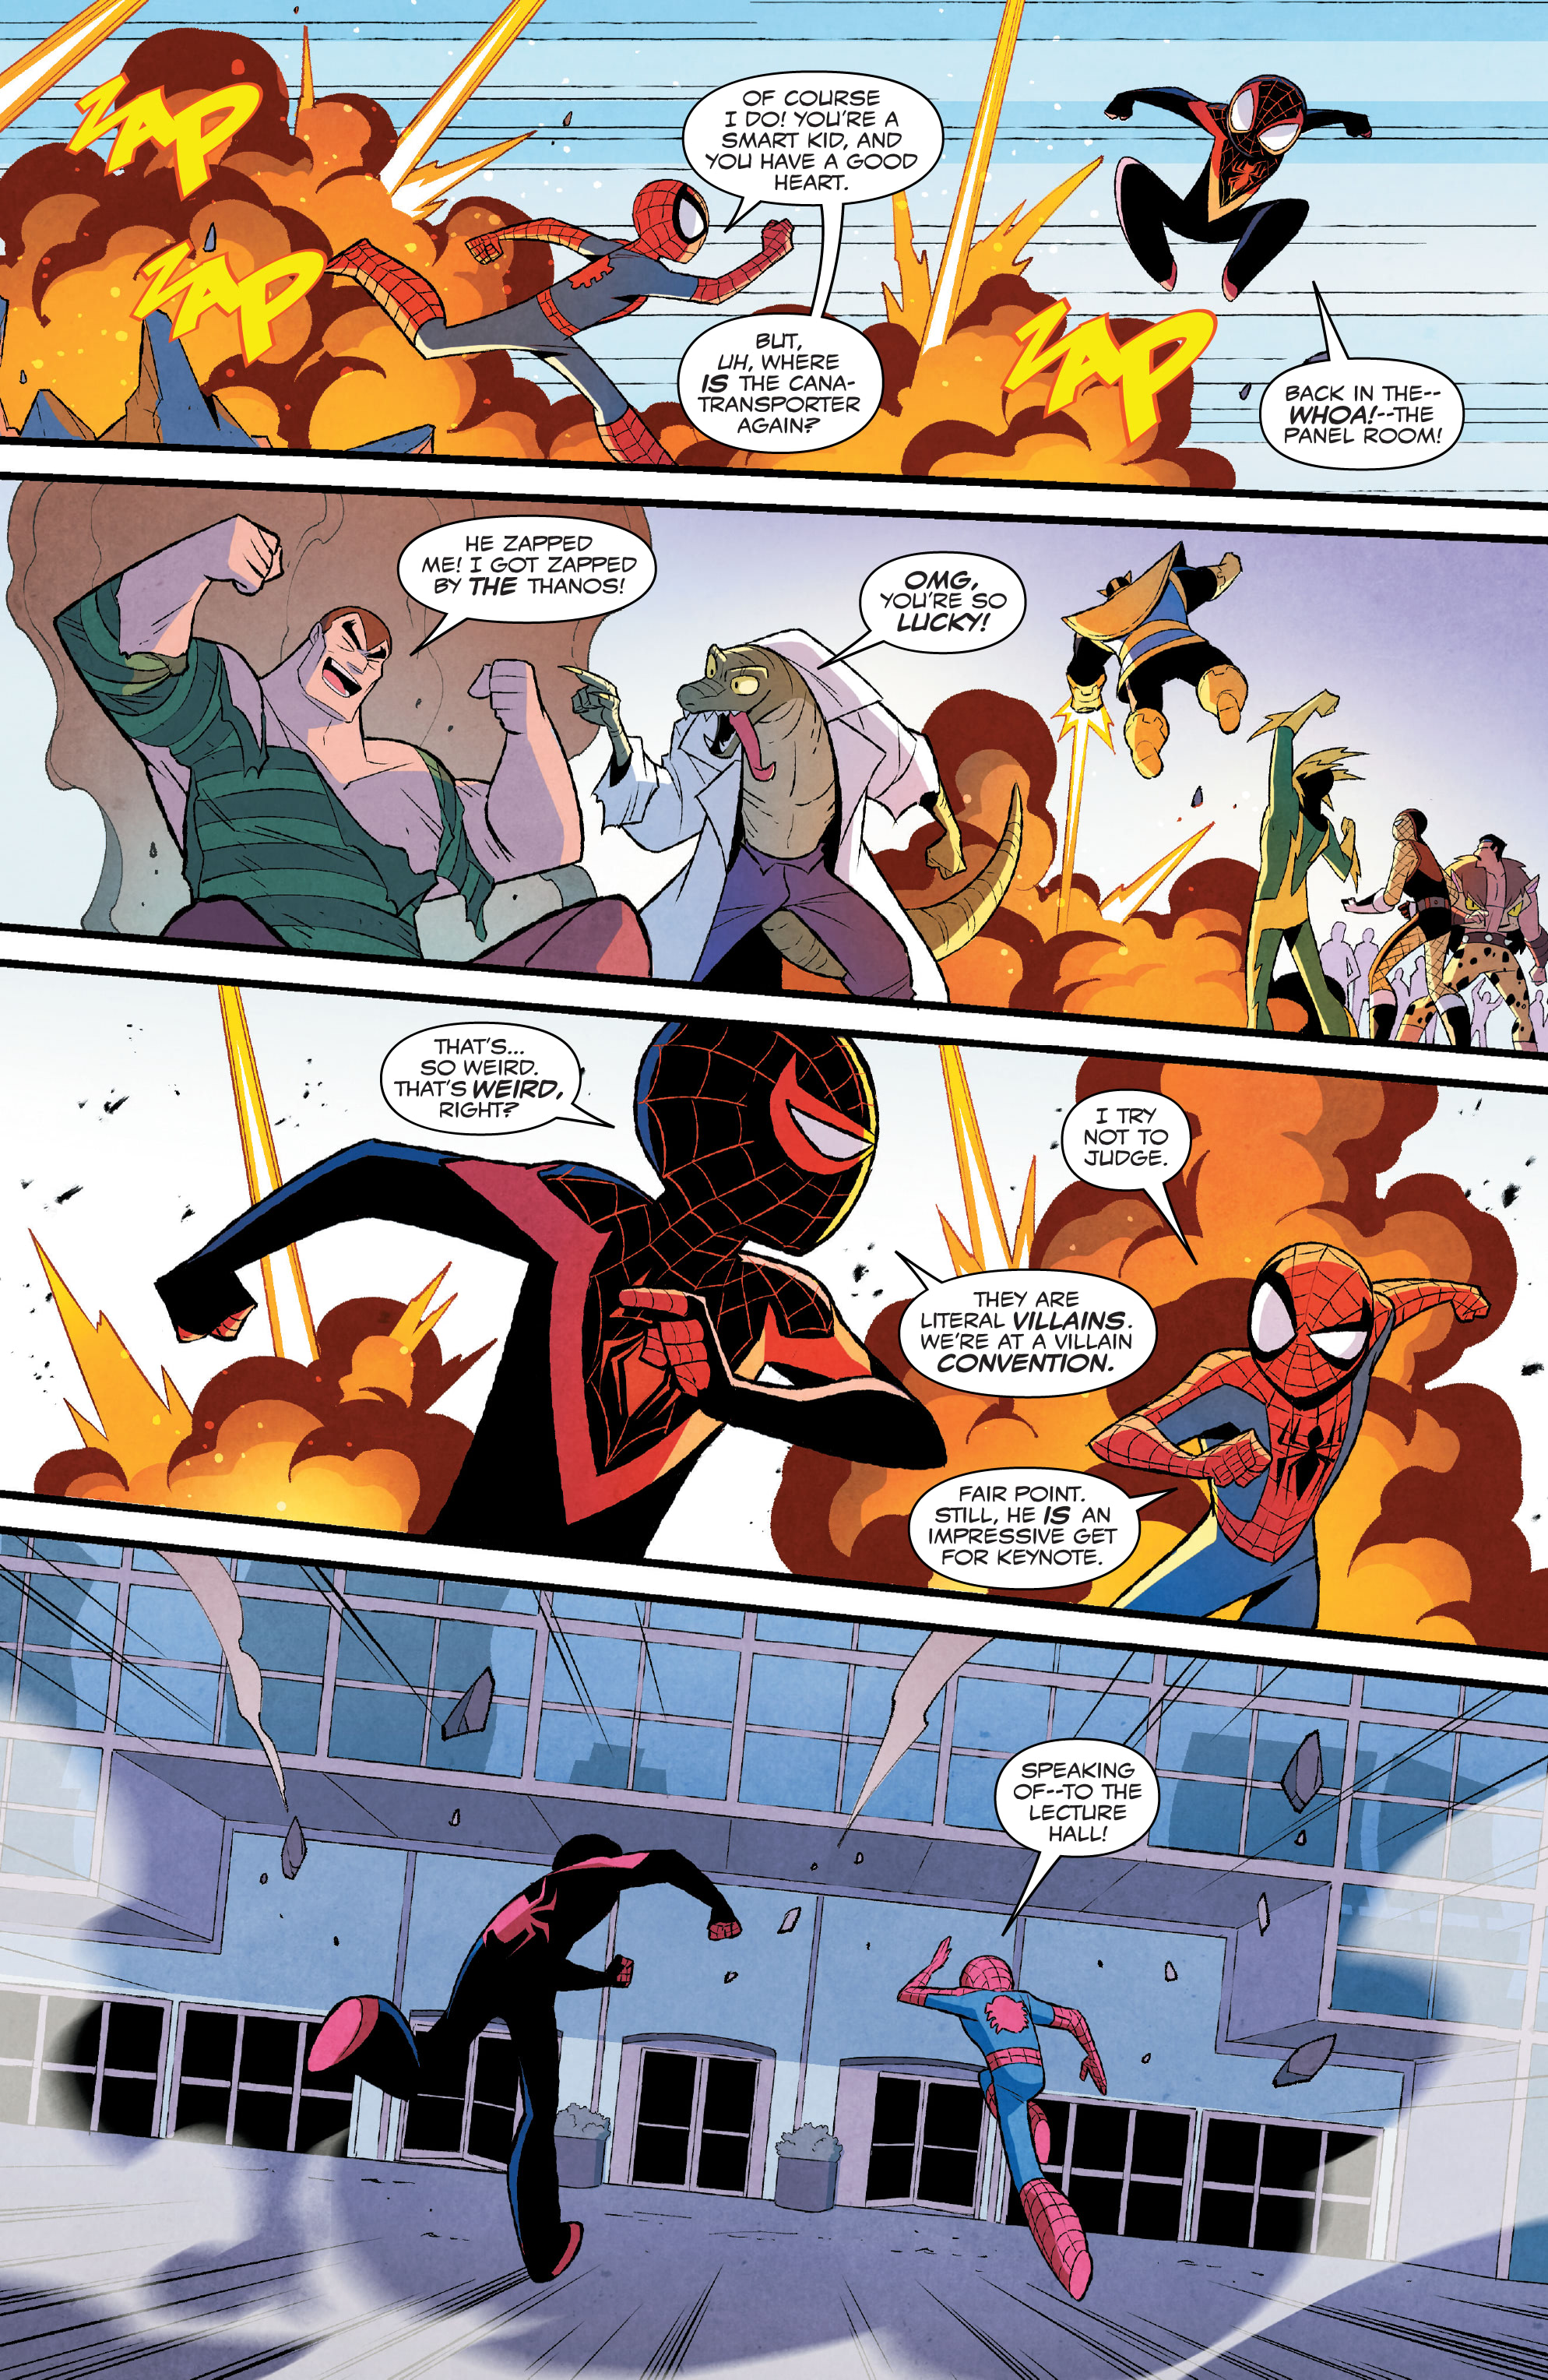 ZAP
ZAP
OF COURSE
I DO! YOU'RE A
SMART KID, AND
YOU HAVE A GOOD
HEART.
BUT,
UH, WHERE
IS THE CANA-
TRANSPORTER
AGAIN?
ZAP
BACK IN THE--
WHOA!--THE
PANEL ROOM!
HE ZAPPED
ME! I GOT ZAPPED
BY THE THANOS!
OMG,
YOU'RE SO
LUCKY!
THAT'S...
SO WEIRD.
THAT'S WEIRD,
RIGHT?
I TRY
NOT TO
JUDGE.
THEY ARE
LITERAL VILLAINS.
WE'RE AT A VILLAIN
CONVENTION.
FAIR POINT.
STILL, HE IS AN
IMPRESSIVE GET
FOR KEYNOTE.
SPEAKING
OF--TO THE
LECTURE
HALL!